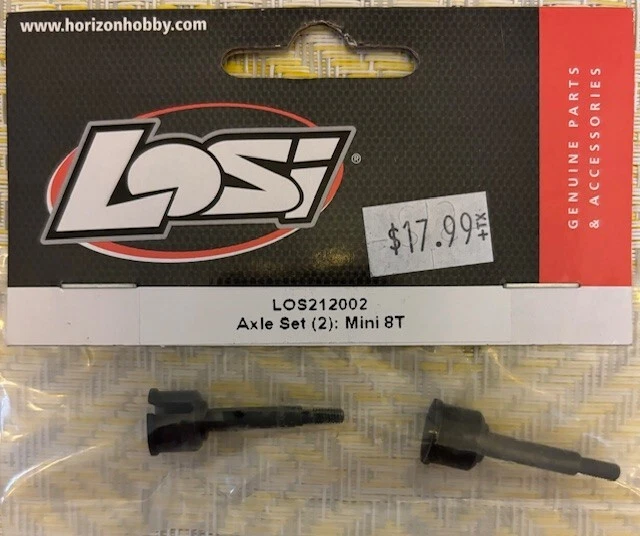 www.horizonhobby.com
LOSi®
$17.99
+TX
GENUINE PARTS
& ACCESSORIES
LOS212002
Axle Set (2): Mini 8T